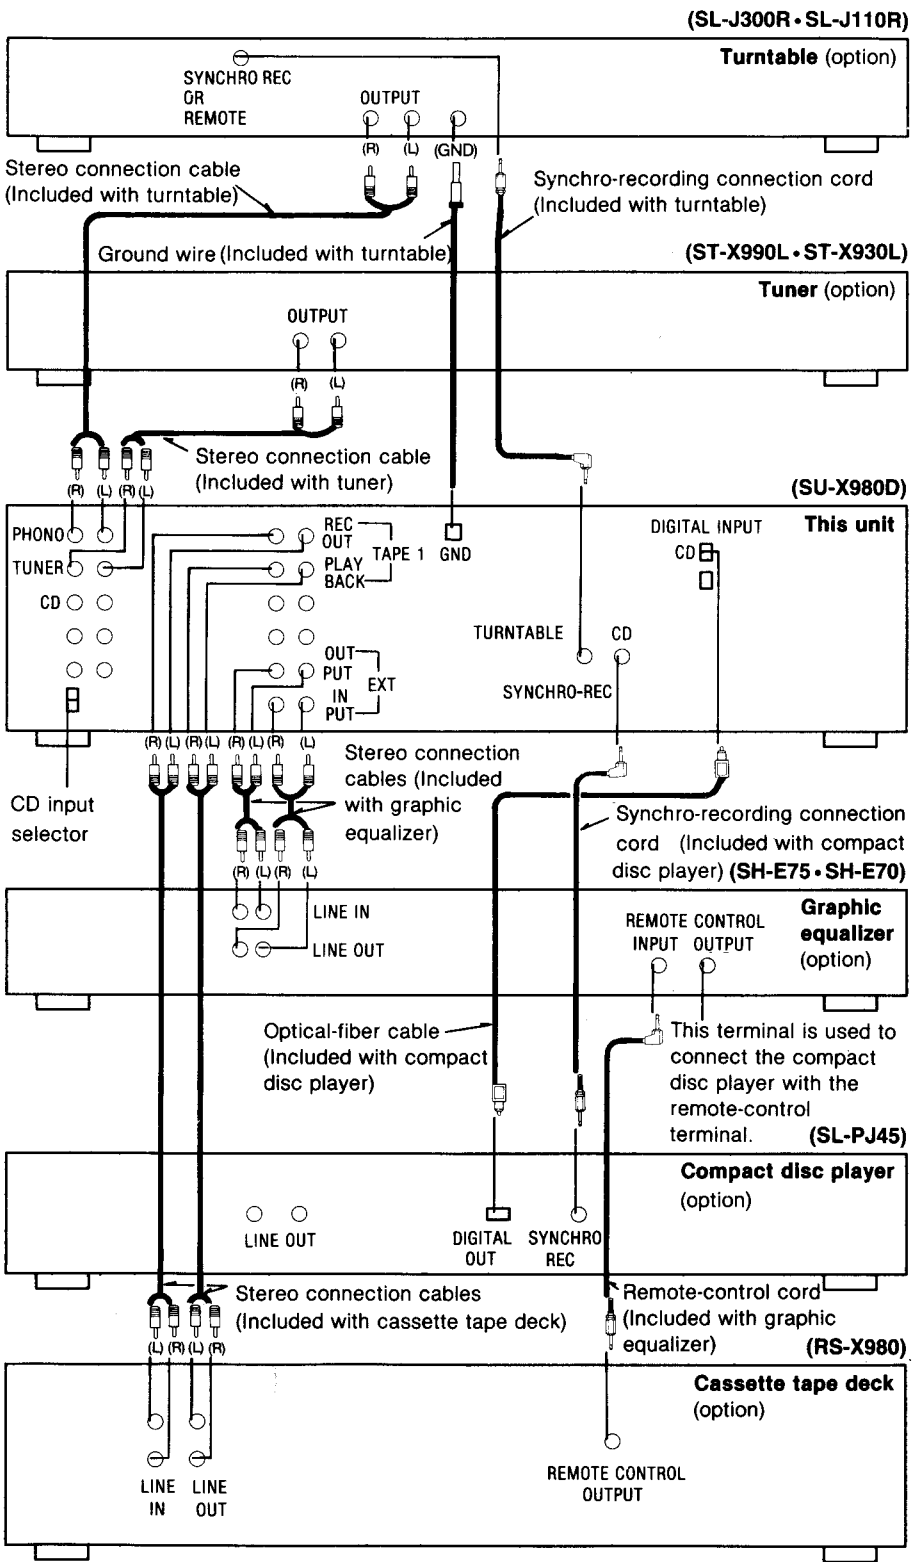 (SL-J300R • SL-J110R)
Turntable (option)
SYNCHRO REC
OR
REMOTE
OUTPUT
(R) (L) (GND)
Stereo connection cable
(Included with turntable)
Synchro-recording connection cord
(Included with turntable)
Ground wire (Included with turntable)
(ST-X990L • ST-X930L)
Tuner (option)
OUTPUT
(R) (L)
Stereo connection cable
(Included with tuner)
(R) (L) (R) (L)
(SU-X980D)
This unit
PHONO
TUNER
CD
REC
OUT
TAPE 1
PLAY
BACK
GND
DIGITAL INPUT
CD
TURNTABLE CD
SYNCHRO-REC
OUT
PUT
EXT
IN
PUT
(R) (L) (R) (L) (R) (L) (R) (L)
CD input
selector
Stereo connection
cables (Included
with graphic
equalizer)
Synchro-recording connection
cord (Included with compact
disc player)
(R) (L) (R) (L)
(SH-E75 • SH-E70)
Graphic
equalizer
(option)
LINE IN
LINE OUT
REMOTE CONTROL
INPUT OUTPUT
Optical-fiber cable
(Included with compact
disc player)
This terminal is used to
connect the compact
disc player with the
remote-control
terminal.
(SL-PJ45)
Compact disc player
(option)
LINE OUT
DIGITAL
OUT
SYNCHRO
REC
Stereo connection cables
(Included with cassette tape deck)
Remote-control cord
(Included with graphic
equalizer)
(L) (R) (L) (R)
(RS-X980)
Cassette tape deck
(option)
LINE
IN
LINE
OUT
REMOTE CONTROL
OUTPUT